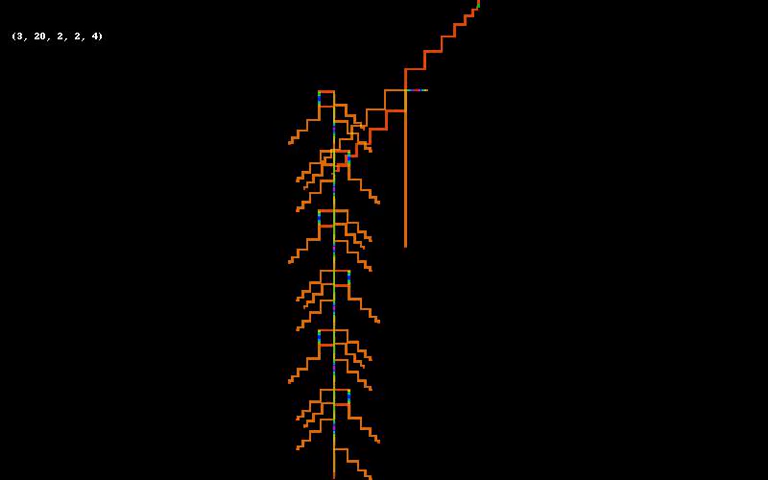 (3, 20, 2, 2, 4)